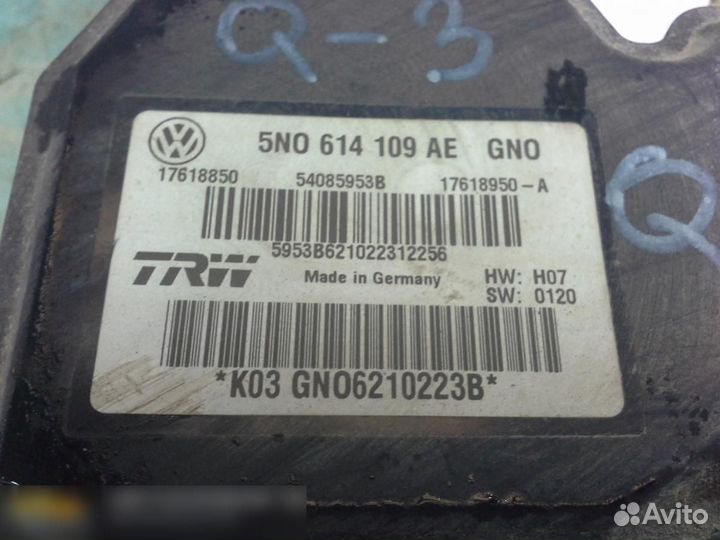 Q-3
VW
5N0 614 109 AE GNO
17618850 54085953B 17618950-A
5953B621022312256
TRW Made in Germany HW: H07
SW: 0120
*K03 GNO6210223B*
Q
Avito